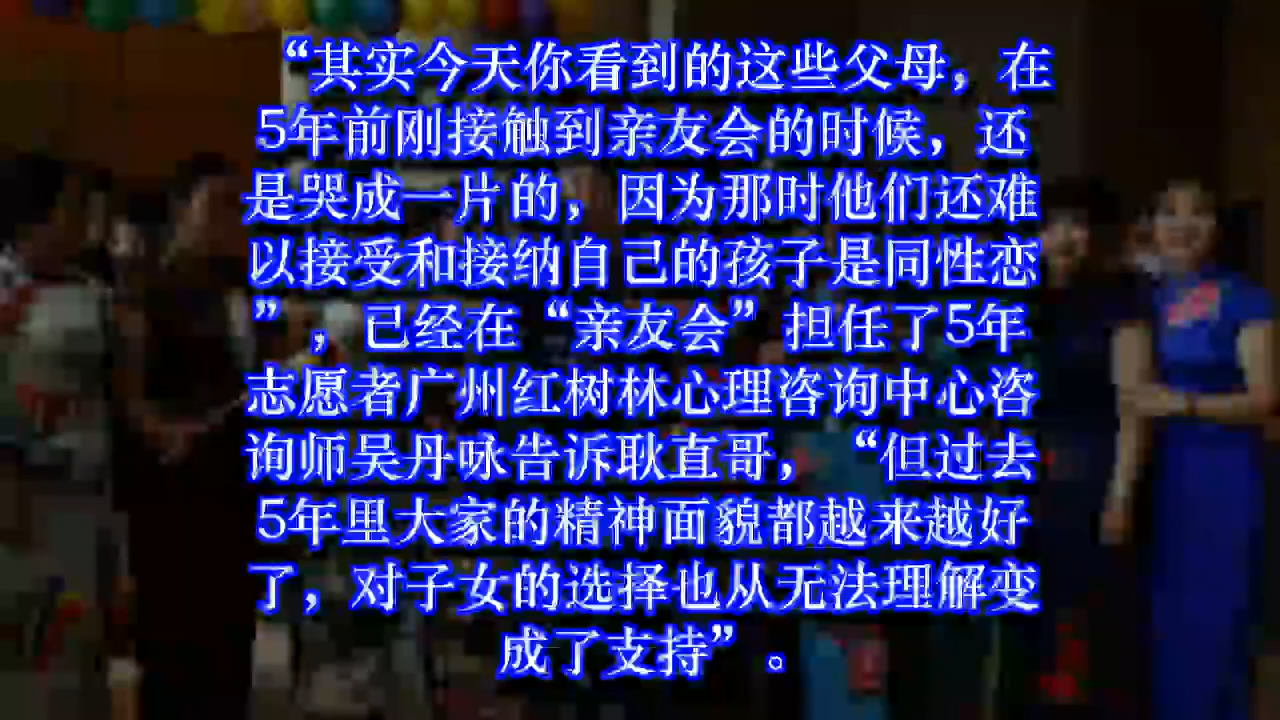 “其实今天你看到的这些父母，在
5年前刚接触到亲友会的时候，还
是哭成一片的，因为那时他们还难
以接受和接纳自己的孩子是同性恋
”，已经在“亲友会”担任了5年
志愿者广州红树林心理咨询中心咨
询师吴丹咏告诉耿直哥，“但过去
5年里大家的精神面貌都越来越好
了，对子女的选择也从无法理解变
成了支持”。